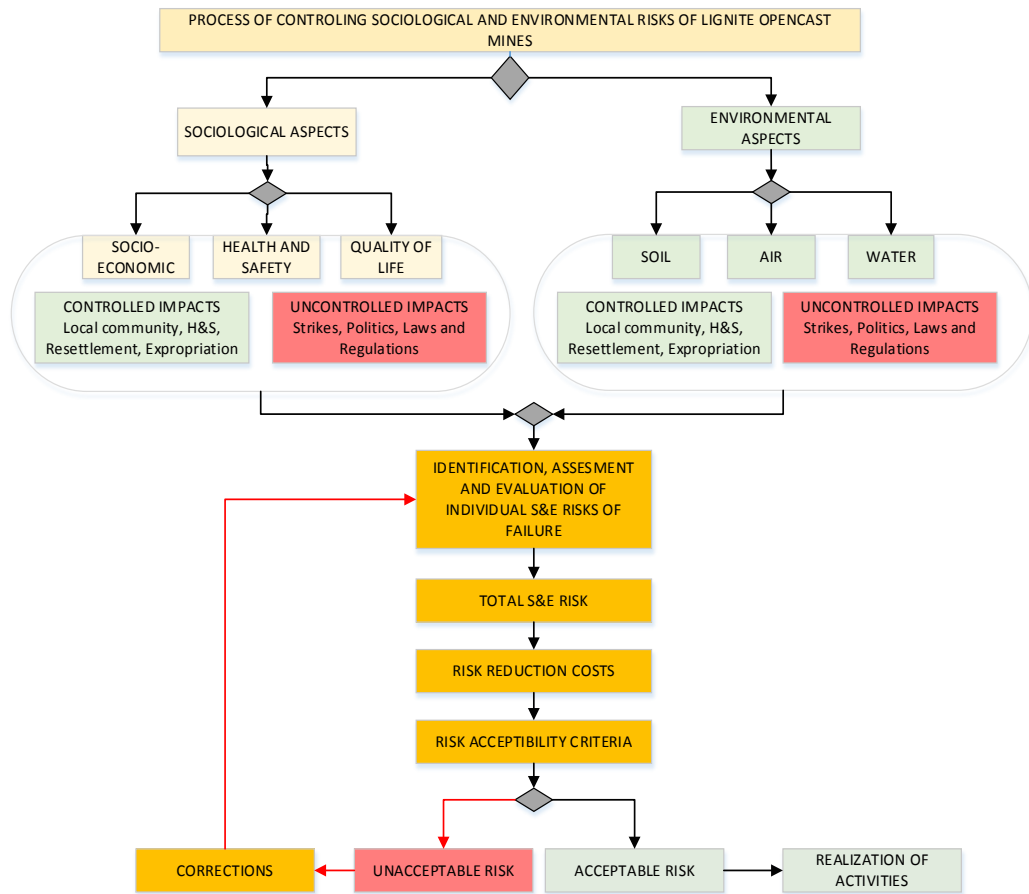 PROCESS OF CONTROLING SOCIOLOGICAL AND ENVIRONMENTAL RISKS OF LIGNITE OPENCAST
MINES
SOCIOLOGICAL ASPECTS
ENVIRONMENTAL
ASPECTS
SOCIO-
ECONOMIC
HEALTH AND
SAFETY
QUALITY OF
LIFE
SOIL
AIR
WATER
CONTROLLED IMPACTS
Local community, H&S,
Resettlement, Expropriation
UNCONTROLLED IMPACTS
Strikes, Politics, Laws and
Regulations
CONTROLLED IMPACTS
Local community, H&S,
Resettlement, Expropriation
UNCONTROLLED IMPACTS
Strikes, Politics, Laws and
Regulations
IDENTIFICATION, ASSESMENT
AND EVALUATION OF
INDIVIDUAL S&E RISKS OF
FAILURE
TOTAL S&E RISK
RISK REDUCTION COSTS
RISK ACCEPTIBILITY CRITERIA
CORRECTIONS
UNACCEPTABLE RISK
ACCEPTABLE RISK
REALIZATION OF
ACTIVITIES